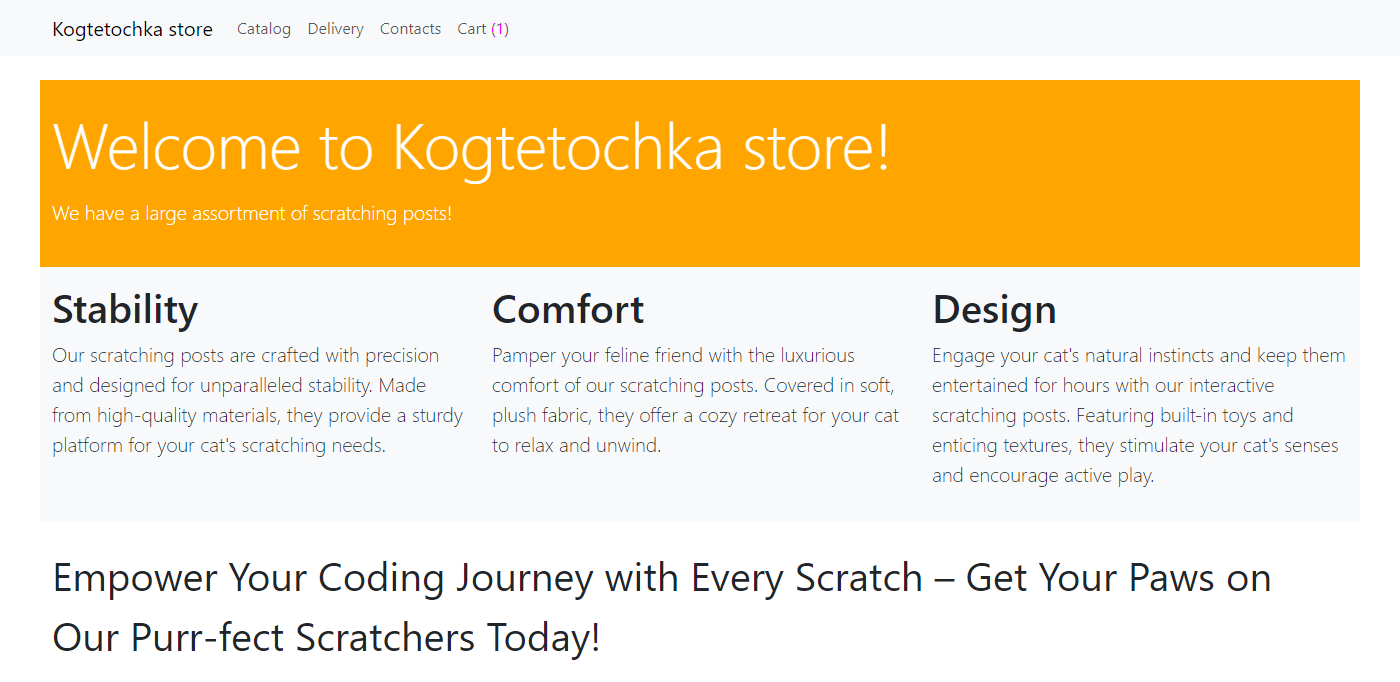 Kogtetochka store Catalog Delivery Contacts Cart (1)
Welcome to Kogtetochka store!
We have a large assortment of scratching posts!
Stability
Our scratching posts are crafted with precision
and designed for unparalleled stability. Made
from high-quality materials, they provide a sturdy
platform for your cat's scratching needs.
Comfort
Pamper your feline friend with the luxurious
comfort of our scratching posts. Covered in soft,
plush fabric, they offer a cozy retreat for your cat
to relax and unwind.
Design
Engage your cat's natural instincts and keep them
entertained for hours with our interactive
scratching posts. Featuring built-in toys and
enticing textures, they stimulate your cat's senses
and encourage active play.
Empower Your Coding Journey with Every Scratch – Get Your Paws on
Our Purr-fect Scratchers Today!